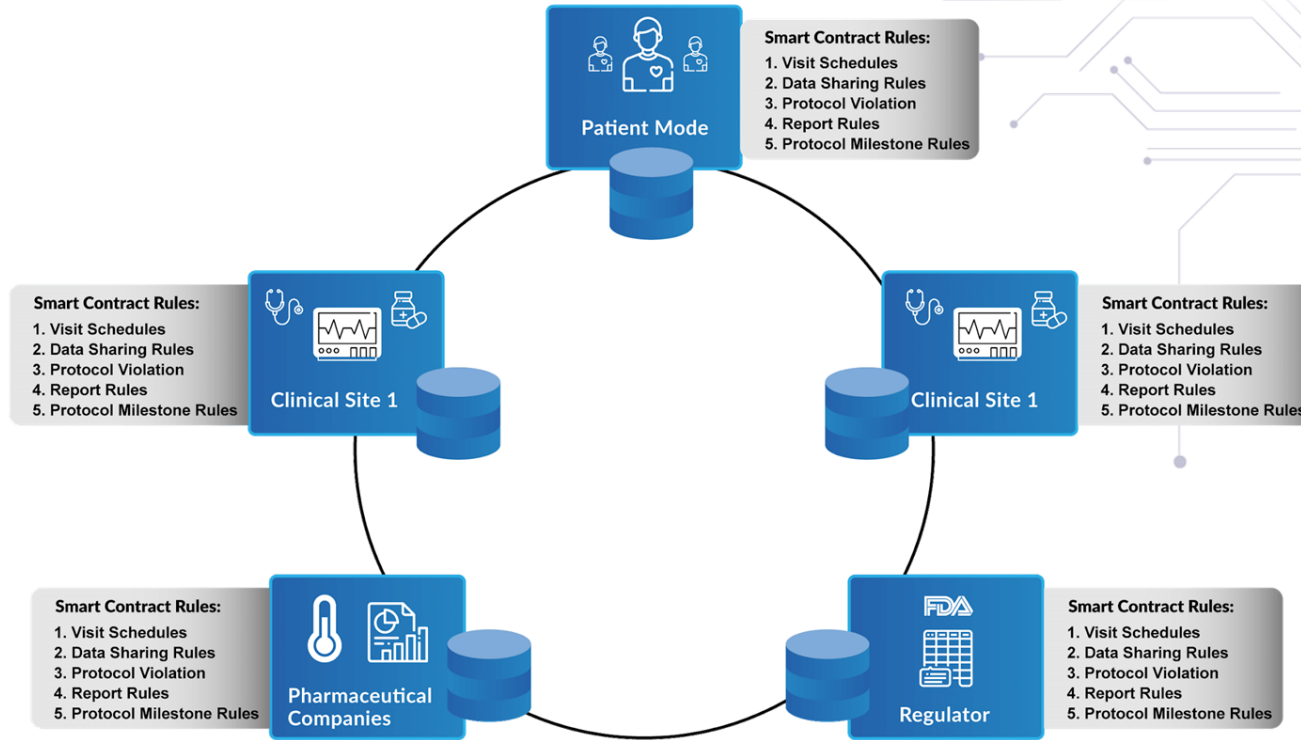 Patient Mode
Smart Contract Rules:
1. Visit Schedules
2. Data Sharing Rules
3. Protocol Violation
4. Report Rules
5. Protocol Milestone Rules
Smart Contract Rules:
1. Visit Schedules
2. Data Sharing Rules
3. Protocol Violation
4. Report Rules
5. Protocol Milestone Rules
Clinical Site 1
Clinical Site 1
Smart Contract Rules:
1. Visit Schedules
2. Data Sharing Rules
3. Protocol Violation
4. Report Rules
5. Protocol Milestone Rules
Smart Contract Rules:
1. Visit Schedules
2. Data Sharing Rules
3. Protocol Violation
4. Report Rules
5. Protocol Milestone Rules
Pharmaceutical
Companies
FDA
Regulator
Smart Contract Rules:
1. Visit Schedules
2. Data Sharing Rules
3. Protocol Violation
4. Report Rules
5. Protocol Milestone Rules